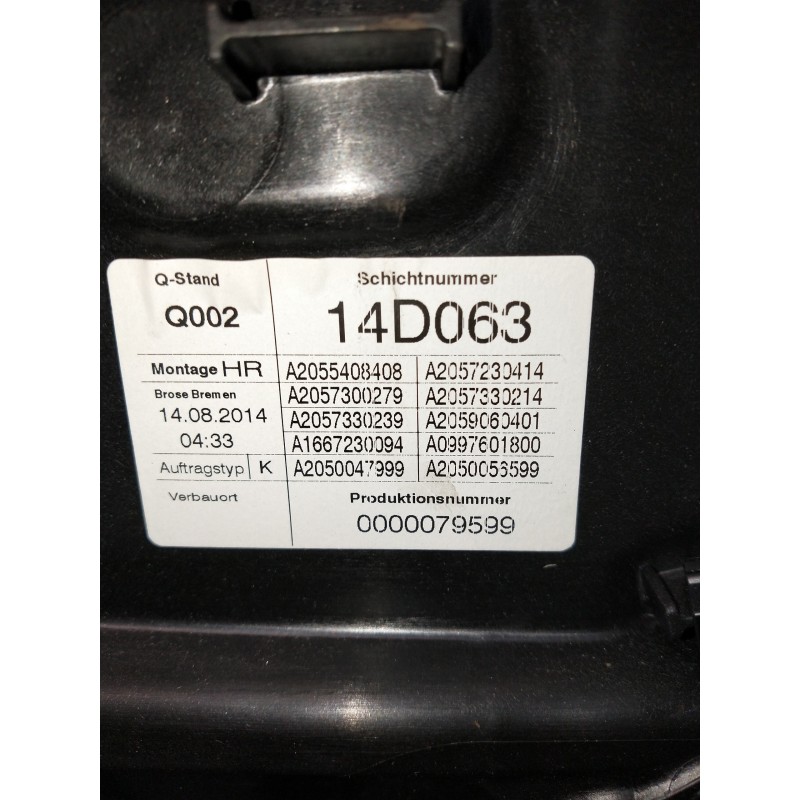 Q-Stand Schichtnummer
Q002 14D063
Montage HR A2055408408 A2057230414
Brose Bremen A2057300279 A2057330214
14.08.2014 A2057330239 A2059060401
04:33 A1667230094 A0997601800
Auftragstyp K A2050047999 A2050056599
Verbauort Produktionsnummer
0000079599